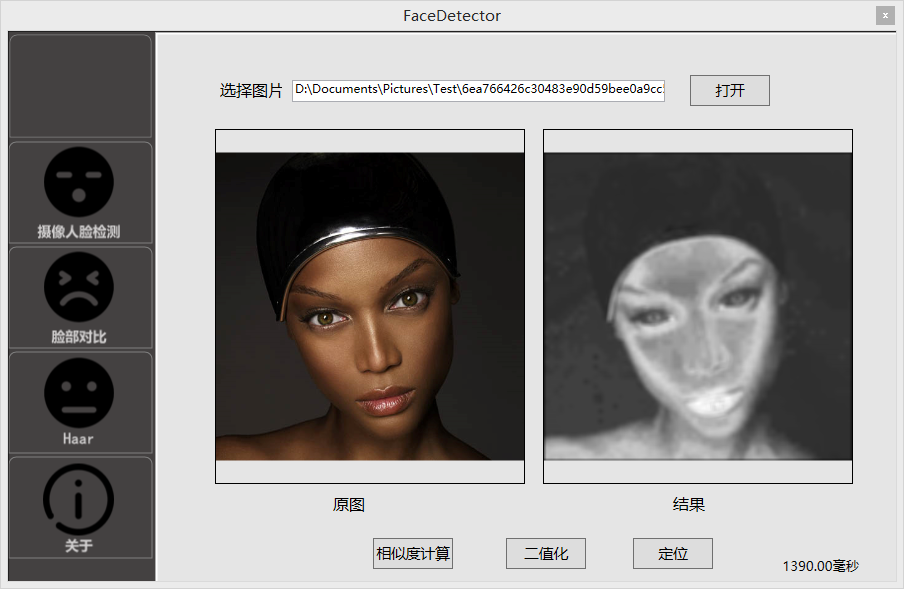 FaceDetector
x
选择图片
D:\Documents\Pictures\Test\6ea766426c30483e90d59bee0a9cc
打开
摄像人脸检测
脸部对比
Haar
关于
原图
结果
相似度计算
二值化
定位
1390.00毫秒